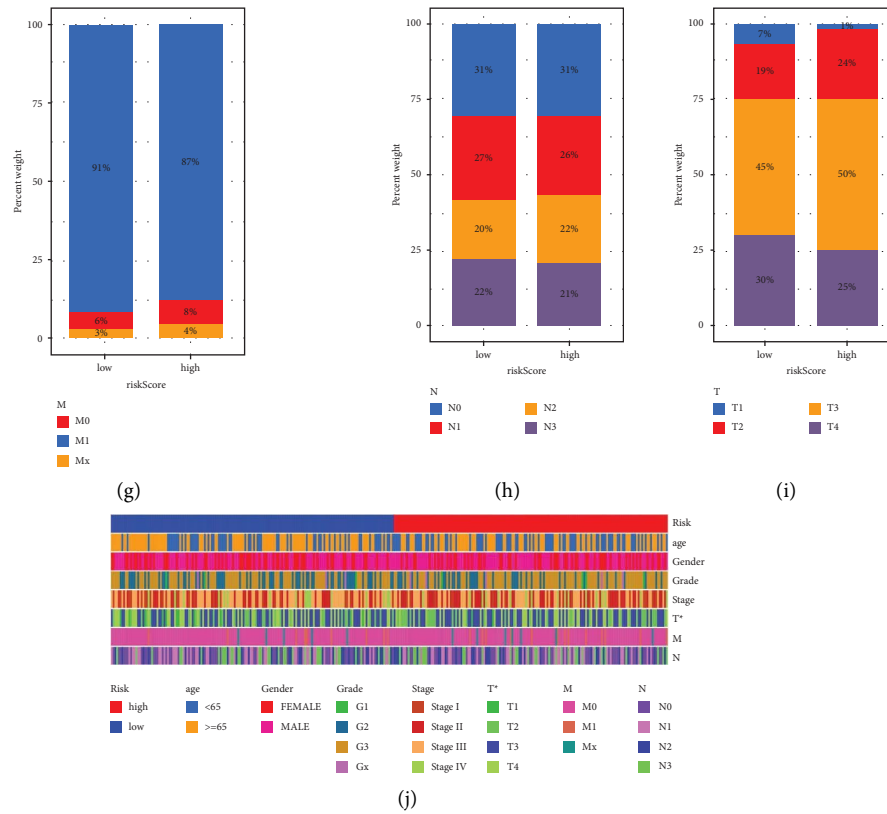 100
75
50
25
0
Percent weight
91%
6%
3%
87%
8%
4%
low
high
riskScore
M
M0
M1
Mx
(g)
100
75
50
25
0
Percent weight
31%
27%
20%
22%
31%
26%
22%
21%
low
high
riskScore
N
N0
N2
N1
N3
(h)
100
75
50
25
0
Percent weight
7%
19%
45%
30%
1%
24%
50%
25%
low
high
riskScore
T
T1
T3
T2
T4
(i)
Risk
age
Gender
Grade
Stage
T*
M
N
Risk
high
low
age
<65
>=65
Gender
FEMALE
MALE
Grade
G1
G2
G3
Gx
Stage
Stage I
Stage II
Stage III
Stage IV
T*
T1
T2
T3
T4
M
M0
M1
Mx
N
N0
N1
N2
N3
(j)